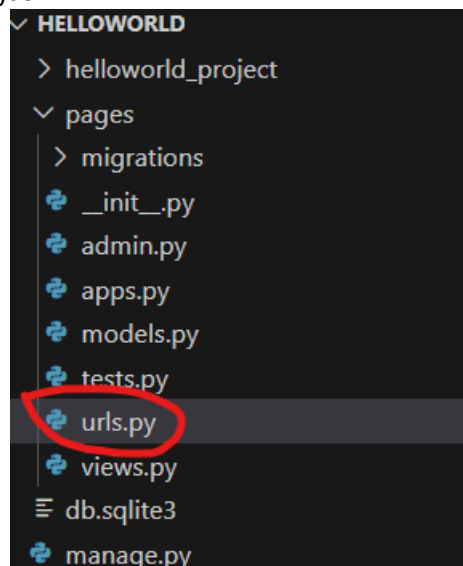 HELLOWORLD
helloworld_project
pages
migrations
__init__.py
admin.py
apps.py
models.py
tests.py
urls.py
views.py
db.sqlite3
manage.py